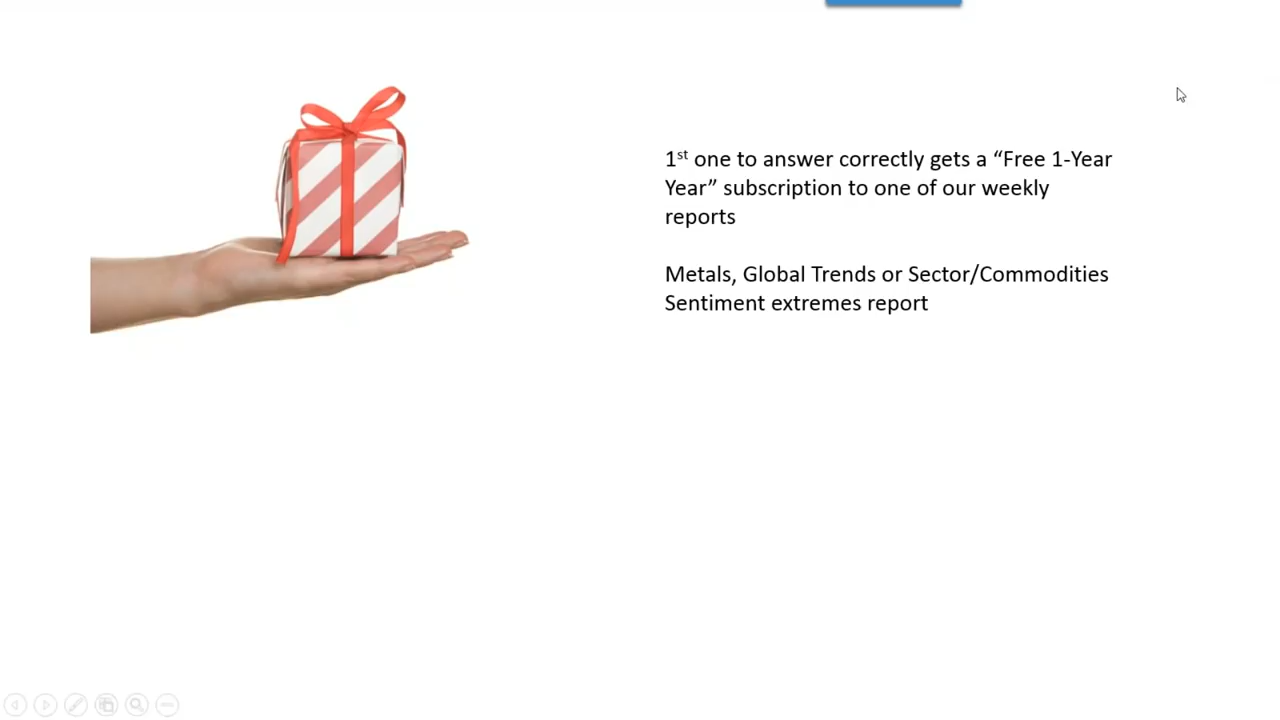 1st one to answer correctly gets a “Free 1-Year
Year” subscription to one of our weekly
reports
Metals, Global Trends or Sector/Commodities
Sentiment extremes report